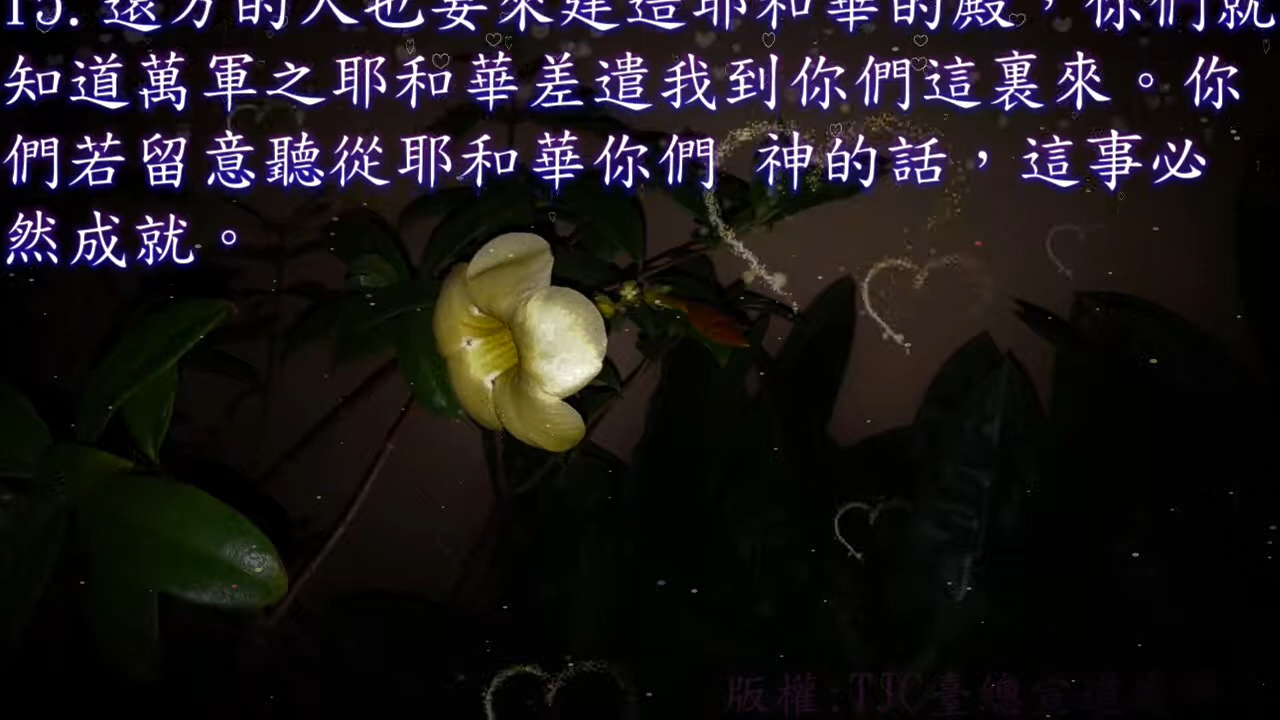 15. 遠方的人也要來建造耶和華的殿，你們就
知道萬軍之耶和華差遣我到你們這裏來。你
們若留意聽從耶和華你們 神的話，這事必
然成就。
版權:TJC臺總宣道